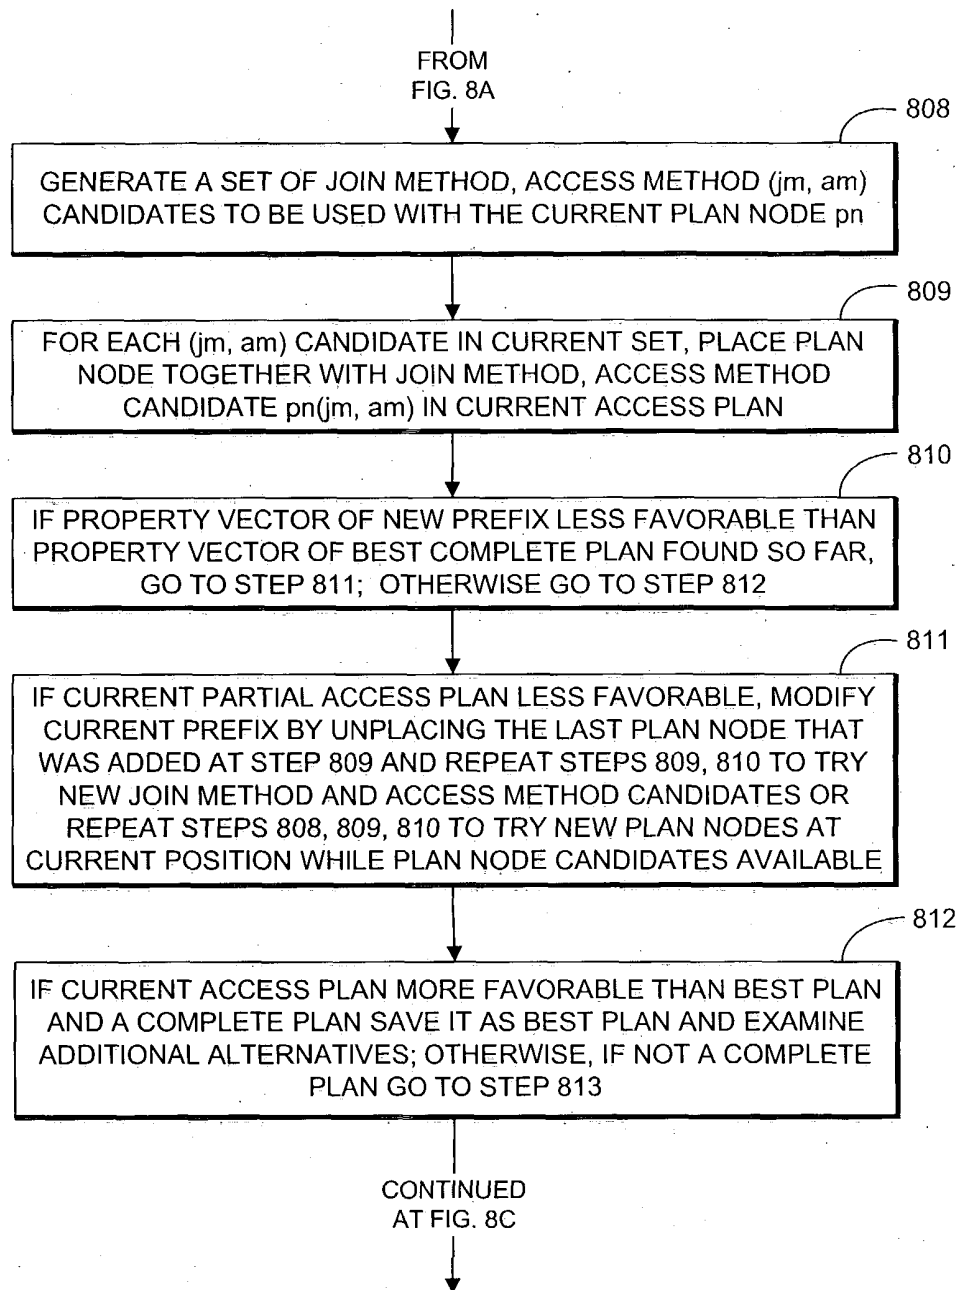 FROM
FIG. 8A
808
GENERATE A SET OF JOIN METHOD, ACCESS METHOD (jm, am)
CANDIDATES TO BE USED WITH THE CURRENT PLAN NODE pn
809
FOR EACH (jm, am) CANDIDATE IN CURRENT SET, PLACE PLAN
NODE TOGETHER WITH JOIN METHOD, ACCESS METHOD
CANDIDATE pn(jm, am) IN CURRENT ACCESS PLAN
810
IF PROPERTY VECTOR OF NEW PREFIX LESS FAVORABLE THAN
PROPERTY VECTOR OF BEST COMPLETE PLAN FOUND SO FAR,
GO TO STEP 811; OTHERWISE GO TO STEP 812
811
IF CURRENT PARTIAL ACCESS PLAN LESS FAVORABLE, MODIFY
CURRENT PREFIX BY UNPLACING THE LAST PLAN NODE THAT
WAS ADDED AT STEP 809 AND REPEAT STEPS 809, 810 TO TRY
NEW JOIN METHOD AND ACCESS METHOD CANDIDATES OR
REPEAT STEPS 808, 809, 810 TO TRY NEW PLAN NODES AT
CURRENT POSITION WHILE PLAN NODE CANDIDATES AVAILABLE
812
IF CURRENT ACCESS PLAN MORE FAVORABLE THAN BEST PLAN
AND A COMPLETE PLAN SAVE IT AS BEST PLAN AND EXAMINE
ADDITIONAL ALTERNATIVES; OTHERWISE, IF NOT A COMPLETE
PLAN GO TO STEP 813
CONTINUED
AT FIG. 8C